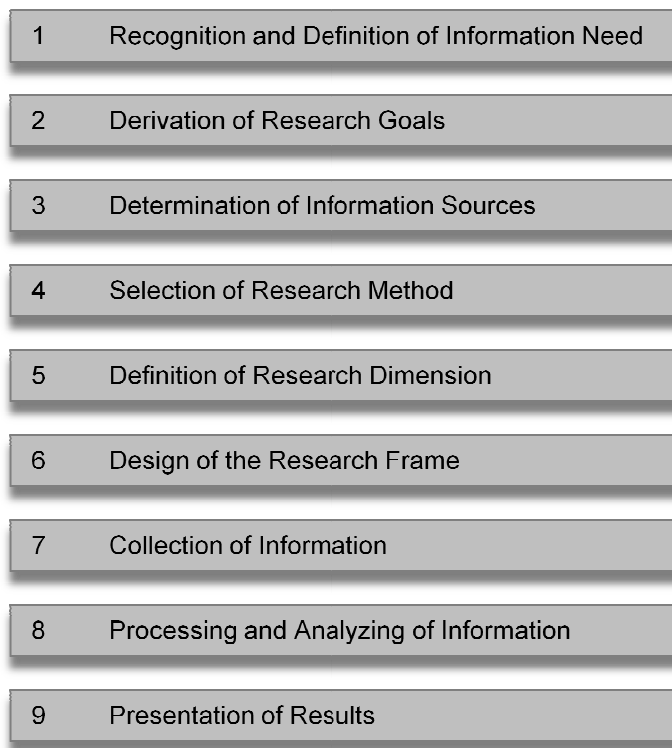 1 Recognition and Definition of Information Need
2 Derivation of Research Goals
3 Determination of Information Sources
4 Selection of Research Method
5 Definition of Research Dimension
6 Design of the Research Frame
7 Collection of Information
8 Processing and Analyzing of Information
9 Presentation of Results